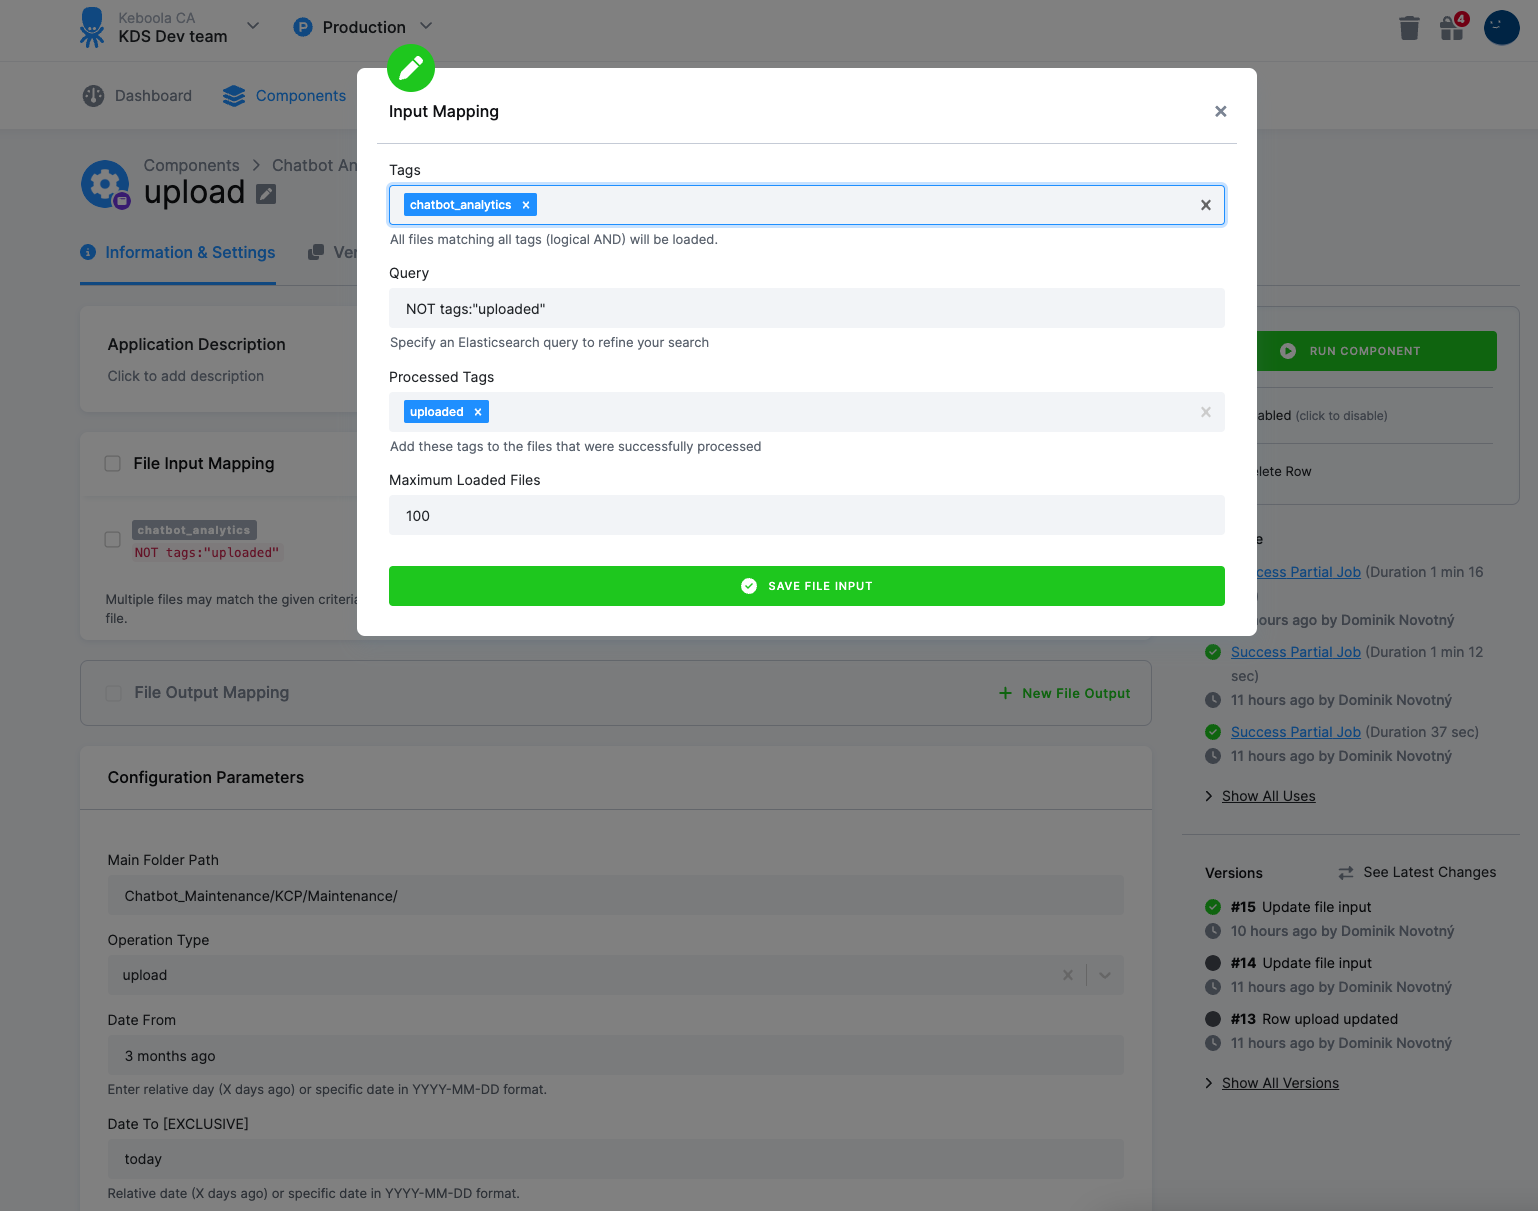 Keboola CA
KDS Dev team
Production
4
Dashboard
Components
Components > Chatbot An
upload
Information & Settings
Ver
Application Description
Click to add description
File Input Mapping
chatbot_analytics
NOT tags:"uploaded"
Multiple files may match the given criteria
file.
File Output Mapping
New File Output
Configuration Parameters
Main Folder Path
Chatbot_Maintenance/KCP/Maintenance/
Operation Type
upload
Date From
3 months ago
Enter relative day (X days ago) or specific date in YYYY-MM-DD format.
Date To [EXCLUSIVE]
today
Relative date (X days ago) or specific date in YYYY-MM-DD format.
Input Mapping
Tags
chatbot_analytics
All files matching all tags (logical AND) will be loaded.
Query
NOT tags:"uploaded"
Specify an Elasticsearch query to refine your search
Processed Tags
uploaded
Add these tags to the files that were successfully processed
Maximum Loaded Files
100
SAVE FILE INPUT
RUN COMPONENT
abled (click to disable)
lete Row
e
cess Partial Job (Duration 1 min 16
ours ago by Dominik Novotný
Success Partial Job (Duration 1 min 12
sec)
11 hours ago by Dominik Novotný
Success Partial Job (Duration 37 sec)
11 hours ago by Dominik Novotný
Show All Uses
Versions
See Latest Changes
#15 Update file input
10 hours ago by Dominik Novotný
#14 Update file input
11 hours ago by Dominik Novotný
#13 Row upload updated
11 hours ago by Dominik Novotný
Show All Versions